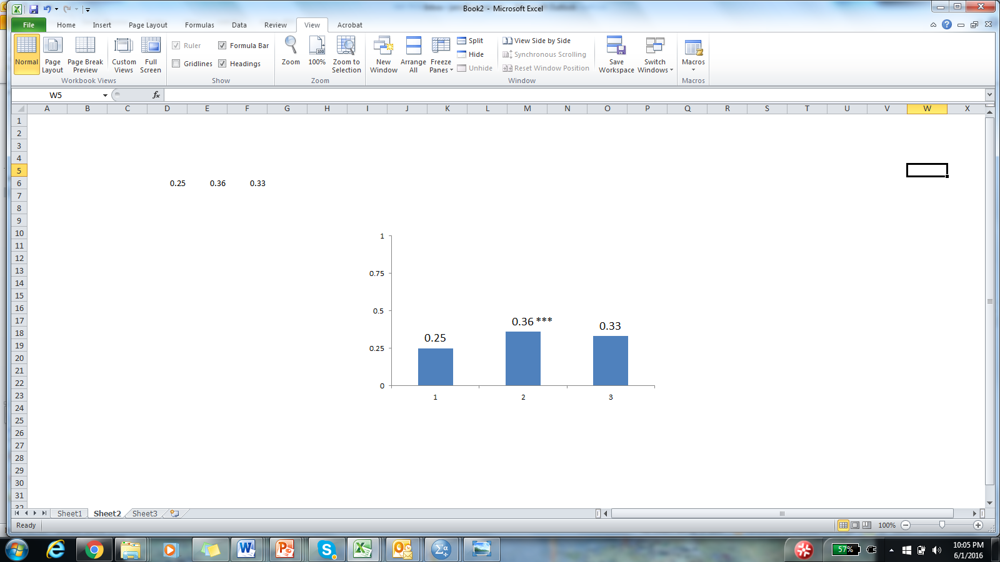 Book2 - Microsoft Excel
File Home Insert Page Layout Formulas Data Review View Acrobat
Normal
Page Layout
Page Break Preview
Custom Views
Full Screen
Workbook Views
Ruler
Formula Bar
Gridlines
Headings
Show
Zoom
100%
Zoom to Selection
Zoom
New Window
Arrange All
Freeze Panes
Split
Hide
Unhide
View Side by Side
Synchronous Scrolling
Reset Window Position
Window
Save Workspace
Switch Windows
Macros
Macros
W5
fx
A B C D E F G H I J K L M N O P Q R S T U V W X
1
2
3
4
5
6 0.25 0.36 0.33
7
8
9
10
11
12
13
14
15
16
17
18
19
20
21
22
23
24
25
26
27
28
29
30
31
32
1
0.75
0.5
0.25
0
0.25
0.36 ***
0.33
1 2 3
Sheet1 Sheet2 Sheet3
Ready
100%
57%
10:05 PM
6/1/2016